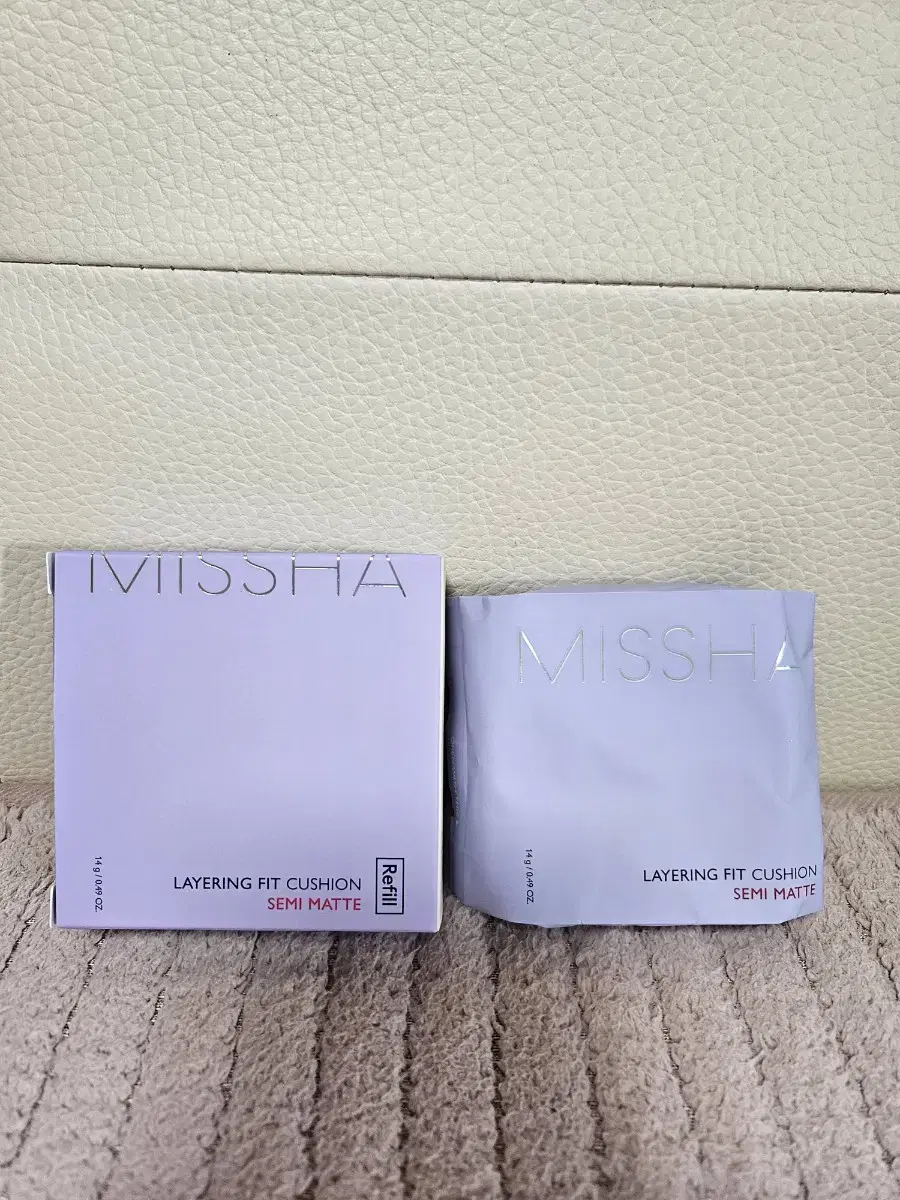 MISSHA
14 g / 0.49 OZ.
LAYERING FIT CUSHION
SEMI MATTE
Refill
MISSHA
14 g / 0.49 OZ.
LAYERING FIT CUSHION
SEMI MATTE